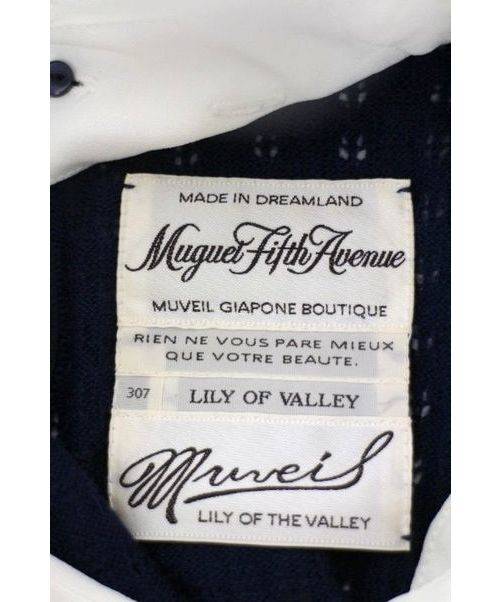 MADE IN DREAMLAND
Muguet Fifth Avenue
MUVEIL GIAPONE BOUTIQUE
RIEN NE VOUS PARE MIEUX
QUE VOTRE BEAUTE.
307 LILY OF VALLEY
Muveil
LILY OF THE VALLEY